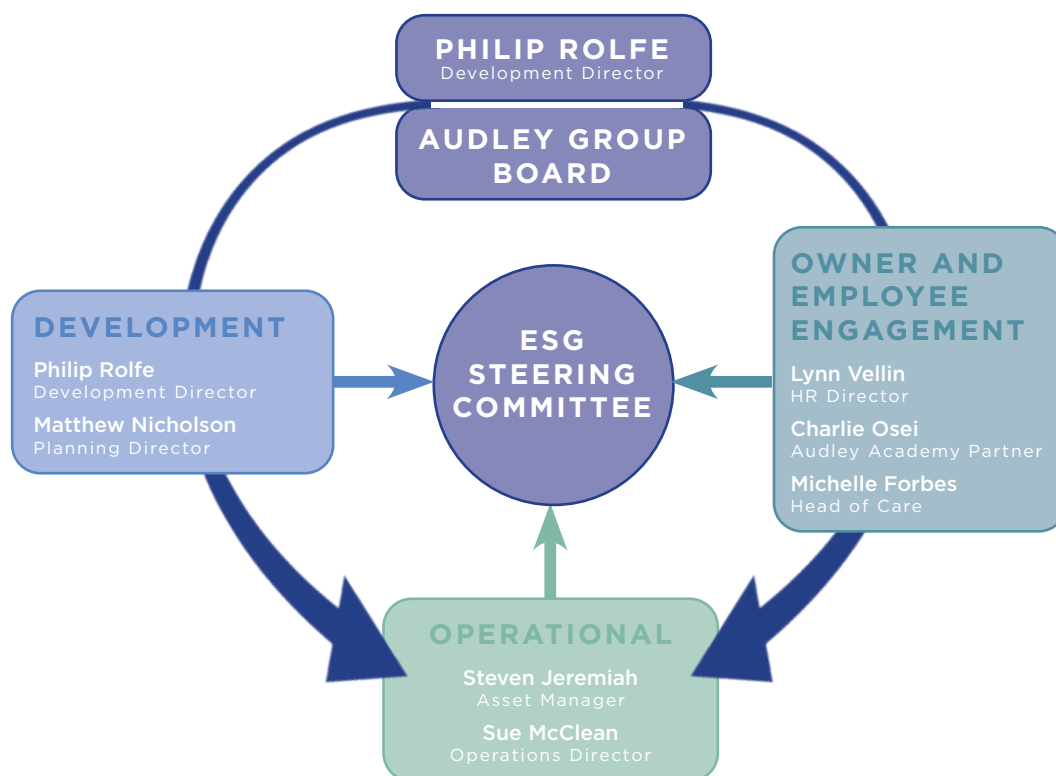 PHILIP ROLFE
Development Director
AUDLEY GROUP
BOARD
DEVELOPMENT
Philip Rolfe
Development Director
Matthew Nicholson
Planning Director
ESG
STEERING
COMMITTEE
OWNER AND
EMPLOYEE
ENGAGEMENT
Lynn Vellin
HR Director
Charlie Osei
Audley Academy Partner
Michelle Forbes
Head of Care
OPERATIONAL
Steven Jeremiah
Asset Manager
Sue McClean
Operations Director